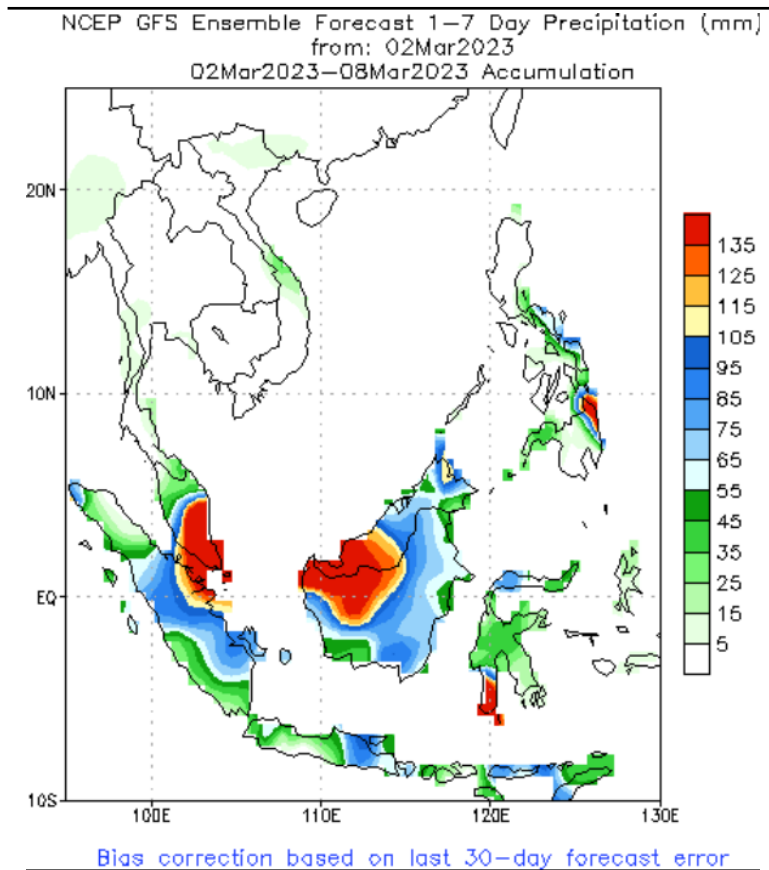 NCEP GFS Ensemble Forecast 1–7 Day Precipitation (mm)
from: 02Mar2023
02Mar2023–08Mar2023 Accumulation
20N
10N
EQ
10S
100E
110E
120E
130E
135
125
115
105
95
85
75
65
55
45
35
25
15
5
Bias correction based on last 30–day forecast error